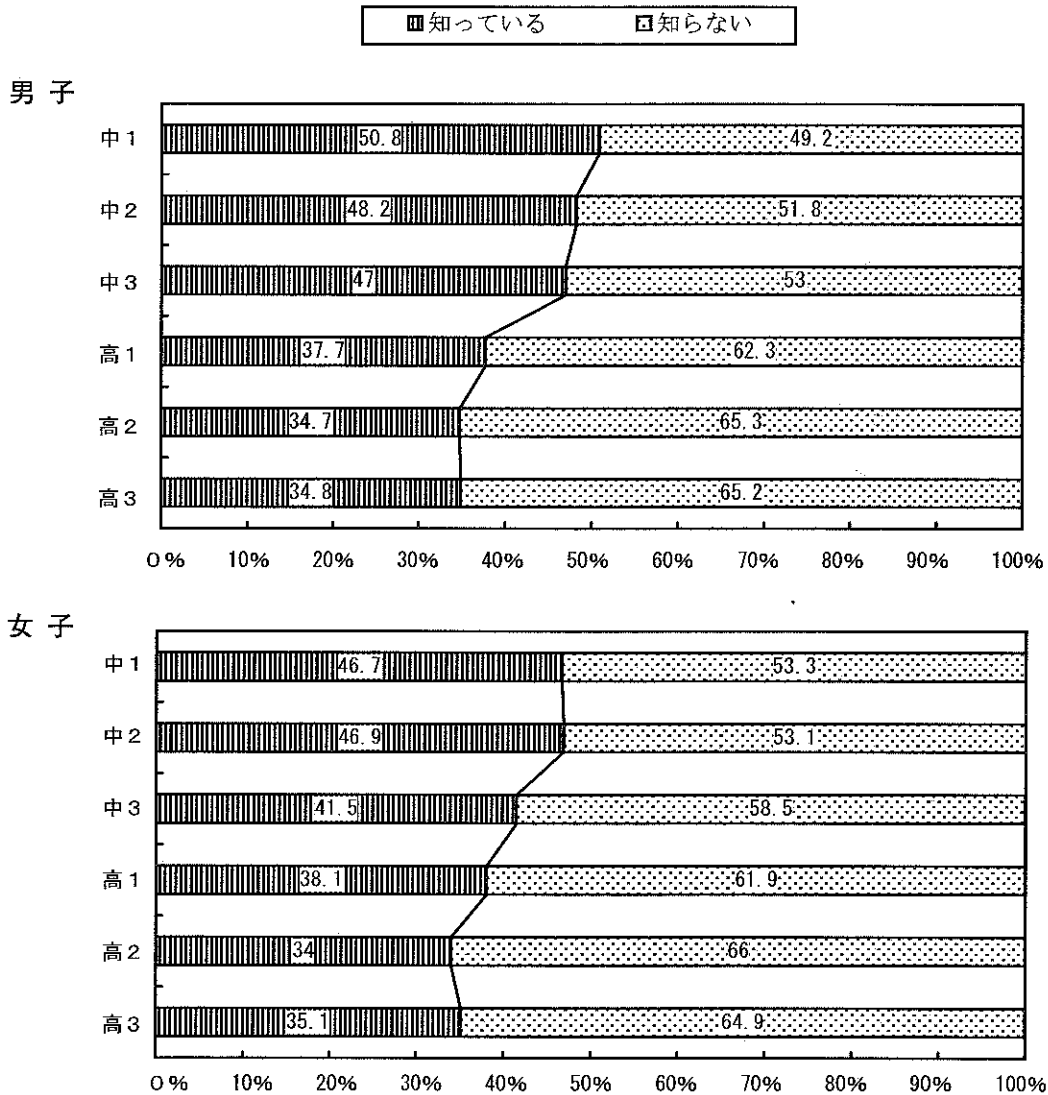 知っている 知らない
男子
中1 50.8 49.2
中2 48.2 51.8
中3 47 53
高1 37.7 62.3
高2 34.7 65.3
高3 34.8 65.2
0% 10% 20% 30% 40% 50% 60% 70% 80% 90% 100%
女子
中1 46.7 53.3
中2 46.9 53.1
中3 41.5 58.5
高1 38.1 61.9
高2 34 66
高3 35.1 64.9
0% 10% 20% 30% 40% 50% 60% 70% 80% 90% 100%